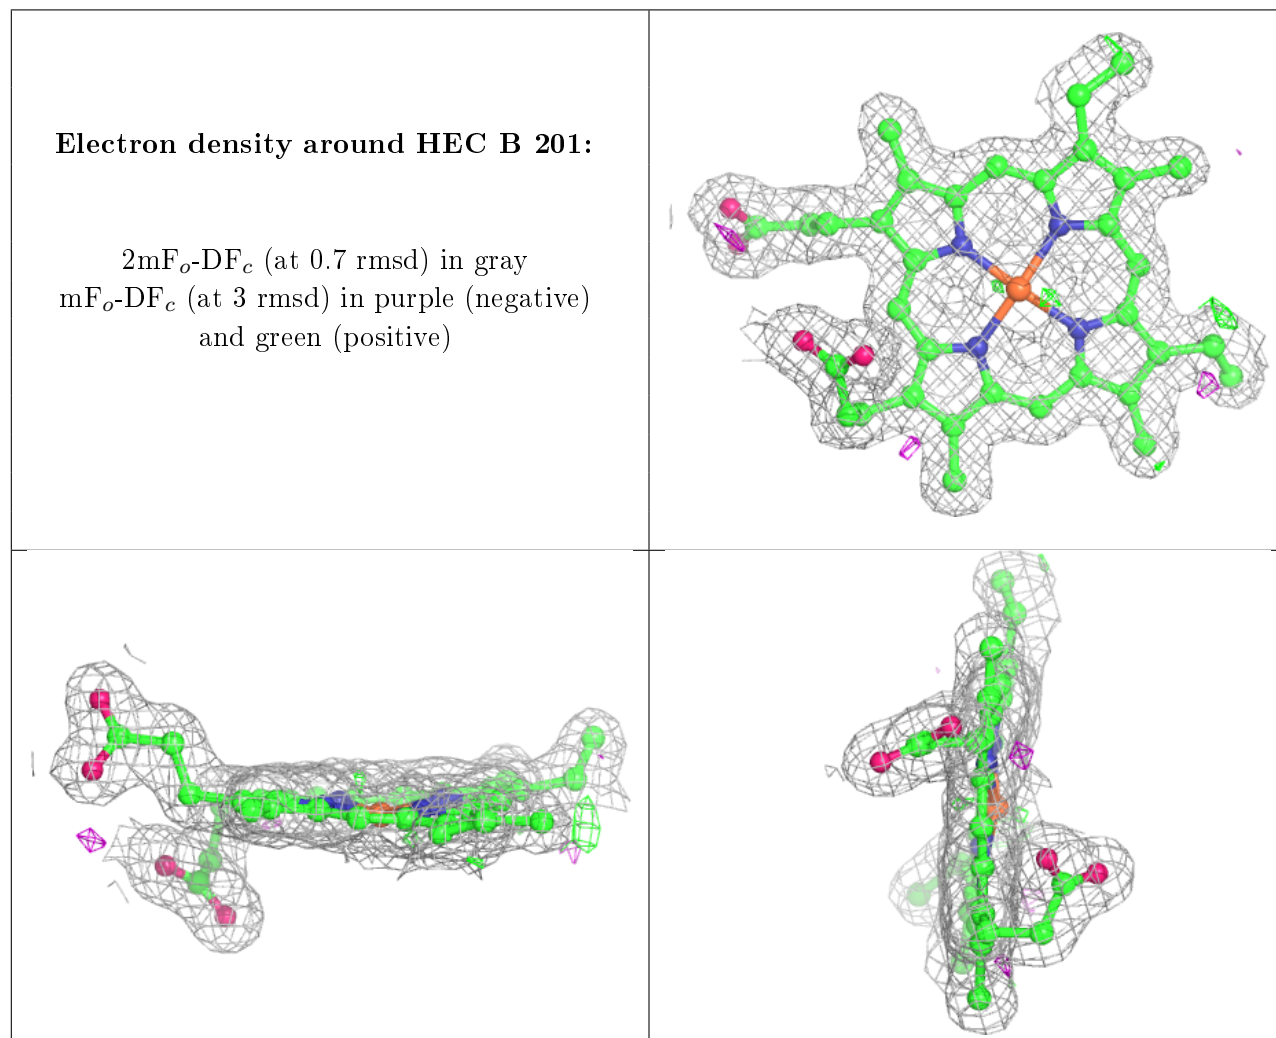 Electron density around HEC B 201:
2mFₒ-DF𝒸 (at 0.7 rmsd) in gray
mFₒ-DF𝒸 (at 3 rmsd) in purple (negative)
and green (positive)